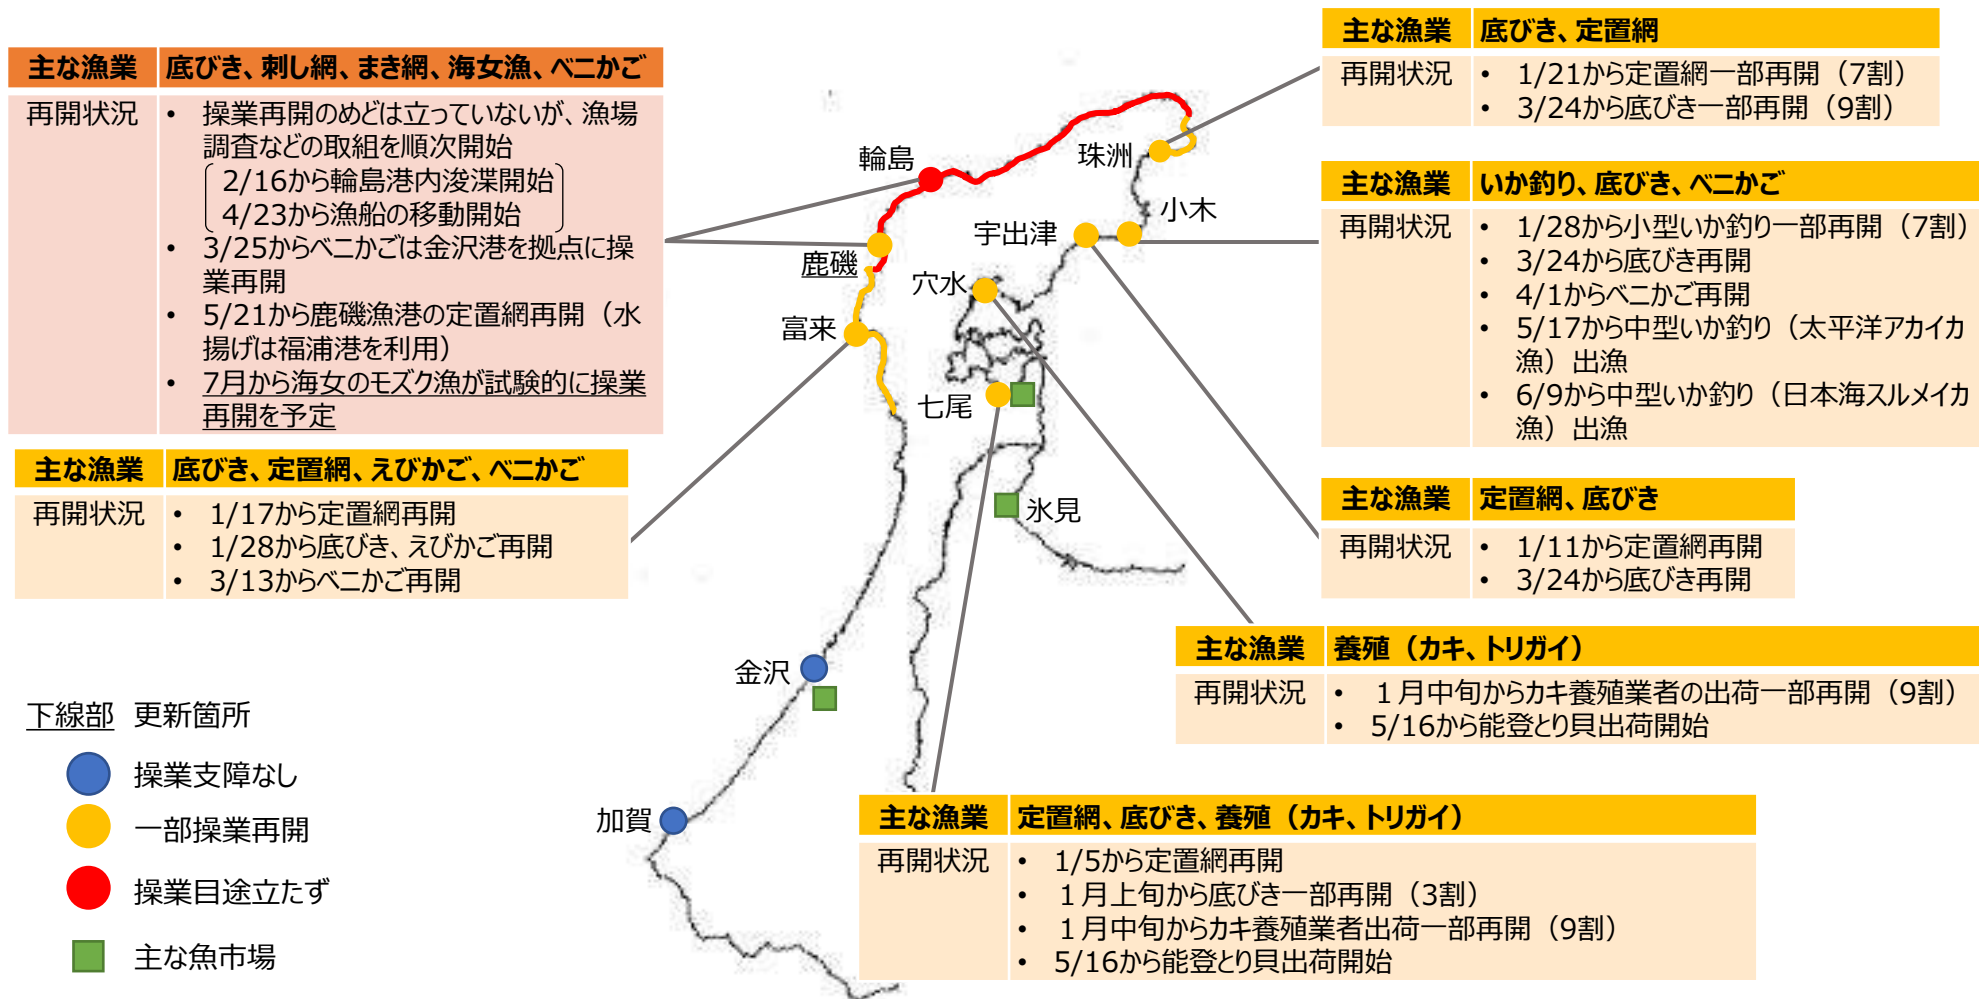 主な漁業 底びき、刺し網、まき網、海女漁、ベニかご
再開状況
• 操業再開のめどは立っていないが、漁場
調査などの取組を順次開始
2/16から輪島港内浚渫開始
4/23から漁船の移動開始
• 3/25からベニかごは金沢港を拠点に操
業再開
• 5/21から鹿磯漁港の定置網再開（水
揚げは福浦港を利用）
• 7月から海女のモズク漁が試験的に操業
再開を予定
主な漁業 底びき、定置網、えびかご、ベニかご
再開状況
• 1/17から定置網再開
• 1/28から底びき、えびかご再開
• 3/13からベニかご再開
下線部 更新箇所
操業支障なし
一部操業再開
操業目途立たず
主な魚市場
輪島
珠洲
小木
宇出津
鹿磯
穴水
富来
七尾
氷見
金沢
加賀
主な漁業 底びき、定置網
再開状況
• 1/21から定置網一部再開（7割）
• 3/24から底びき一部再開（9割）
主な漁業 いか釣り、底びき、ベニかご
再開状況
• 1/28から小型いか釣り一部再開（7割）
• 3/24から底びき再開
• 4/1からベニかご再開
• 5/17から中型いか釣り（太平洋アカイカ
漁）出漁
• 6/9から中型いか釣り（日本海スルメイカ
漁）出漁
主な漁業 定置網、底びき
再開状況
• 1/11から定置網再開
• 3/24から底びき再開
主な漁業 養殖（カキ、トリガイ）
再開状況
• １月中旬からカキ養殖業者の出荷一部再開（9割）
• 5/16から能登とり貝出荷開始
主な漁業 定置網、底びき、養殖（カキ、トリガイ）
再開状況
• 1/5から定置網再開
• １月上旬から底びき一部再開（3割）
• １月中旬からカキ養殖業者出荷一部再開（9割）
• 5/16から能登とり貝出荷開始